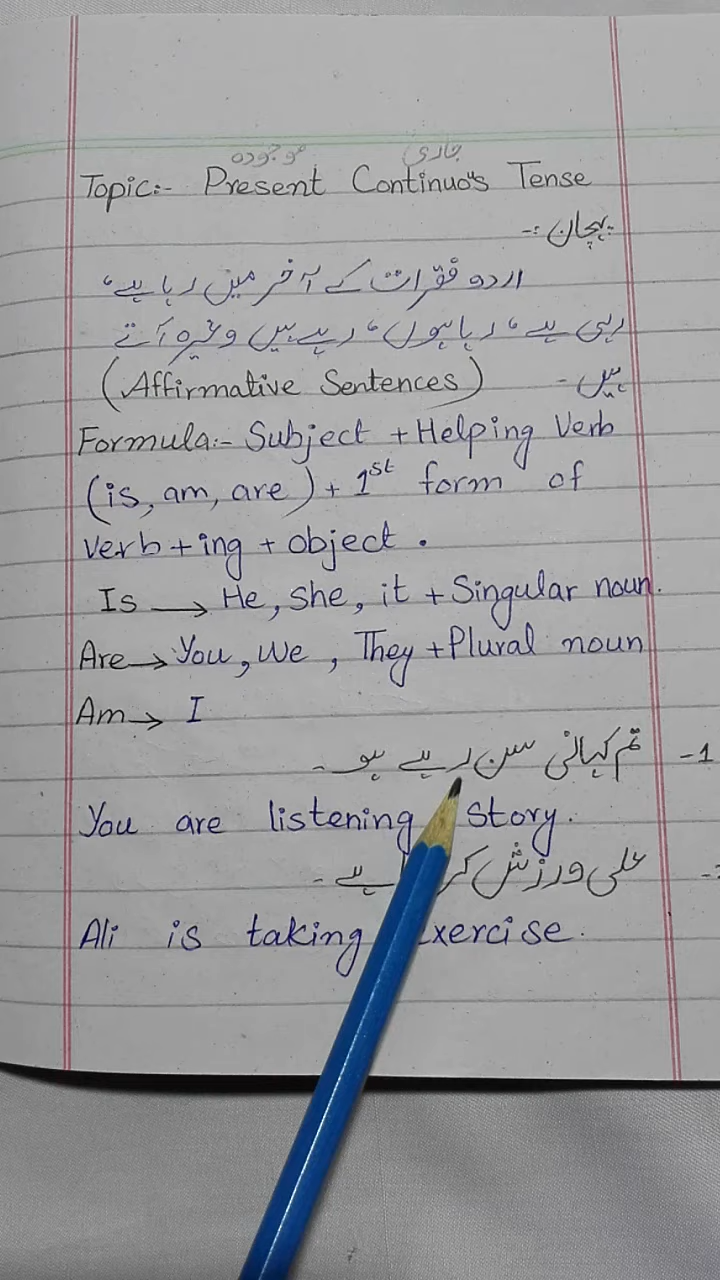 موجودہ جاری
Topic:- Present Continuo's Tense
پہچان:-
اردو فقرات کے آخر میں رہا ہے،
رہی ہے، رہا ہوں، رہے ہیں وغیرہ آتے
ہیں-
(Affirmative Sentences)
Formula:- Subject + Helping Verb
(is, am, are) + 1st form of
verb + ing + object .
Is → He, She, it + Singular noun.
Are → You, We, They + Plural noun
Am → I
1- تم کہانی سن رہے ہو۔
You are listening story.
علی ورزش کر ہے۔
Ali is taking exercise.